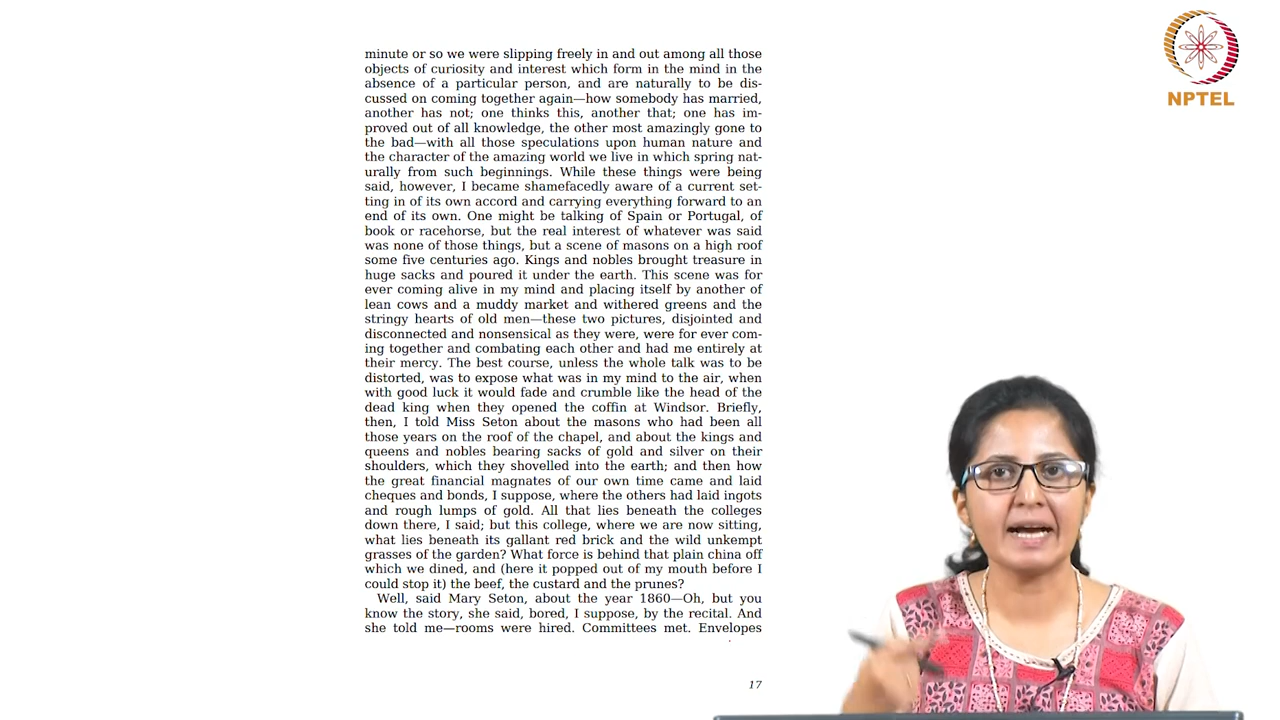 minute or so we were slipping freely in and out among all those
objects of curiosity and interest which form in the mind in the
absence of a particular person, and are naturally to be dis-
cussed on coming together again—how somebody has married,
another has not; one thinks this, another that; one has im-
proved out of all knowledge, the other most amazingly gone to
the bad—with all those speculations upon human nature and
the character of the amazing world we live in which spring nat-
urally from such beginnings. While these things were being
said, however, I became shamefacedly aware of a current set-
ting in of its own accord and carrying everything forward to an
end of its own. One might be talking of Spain or Portugal, of
book or racehorse, but the real interest of whatever was said
was none of those things, but a scene of masons on a high roof
some five centuries ago. Kings and nobles brought treasure in
huge sacks and poured it under the earth. This scene was for
ever coming alive in my mind and placing itself by another of
lean cows and a muddy market and withered greens and the
stringy hearts of old men—these two pictures, disjointed and
disconnected and nonsensical as they were, were for ever com-
ing together and combating each other and had me entirely at
their mercy. The best course, unless the whole talk was to be
distorted, was to expose what was in my mind to the air, when
with good luck it would fade and crumble like the head of the
dead king when they opened the coffin at Windsor. Briefly,
then, I told Miss Seton about the masons who had been all
those years on the roof of the chapel, and about the kings and
queens and nobles bearing sacks of gold and silver on their
shoulders, which they shovelled into the earth; and then how
the great financial magnates of our own time came and laid
cheques and bonds, I suppose, where the others had laid ingots
and rough lumps of gold. All that lies beneath the colleges
down there, I said; but this college, where we are now sitting,
what lies beneath its gallant red brick and the wild unkempt
grasses of the garden? What force is behind that plain china off
which we dined, and (here it popped out of my mouth before I
could stop it) the beef, the custard and the prunes?
Well, said Mary Seton, about the year 1860—Oh, but you
know the story, she said, bored, I suppose, by the recital. And
she told me—rooms were hired. Committees met. Envelopes
17
NPTEL